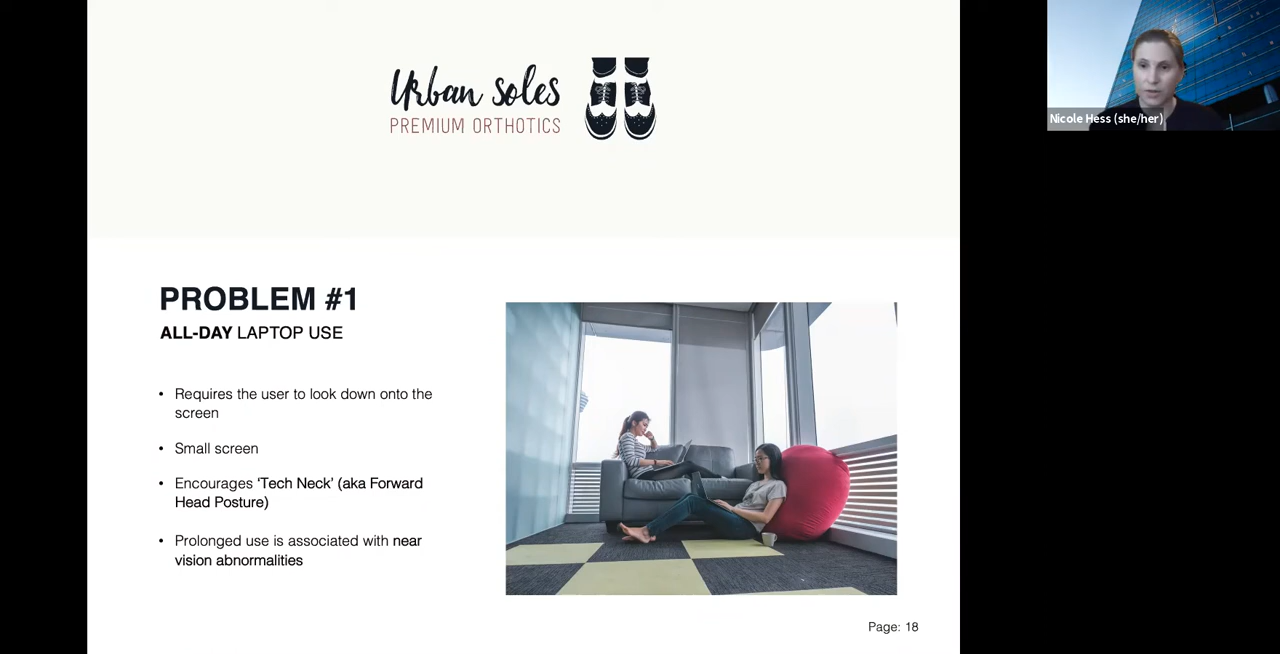 Urban soles
PREMIUM ORTHOTICS
Nicole Hess (she/her)
PROBLEM #1
ALL-DAY LAPTOP USE
• Requires the user to look down onto the
screen
• Small screen
• Encourages ‘Tech Neck’ (aka Forward
Head Posture)
• Prolonged use is associated with near
vision abnormalities
Page: 18